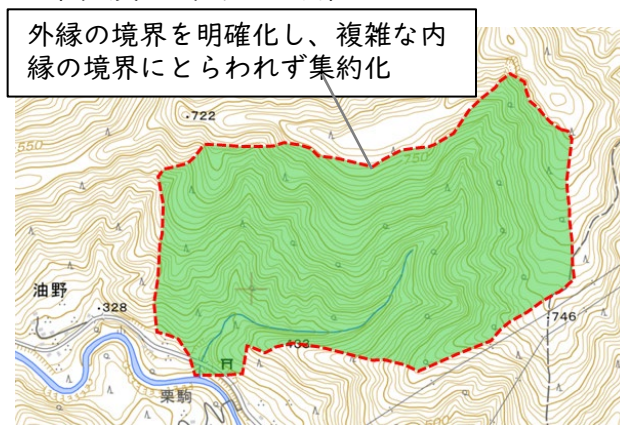 外縁の境界を明確化し、複雑な内
縁の境界にとらわれず集約化
・722
550
750
油野
・328
・746
栗駒
500